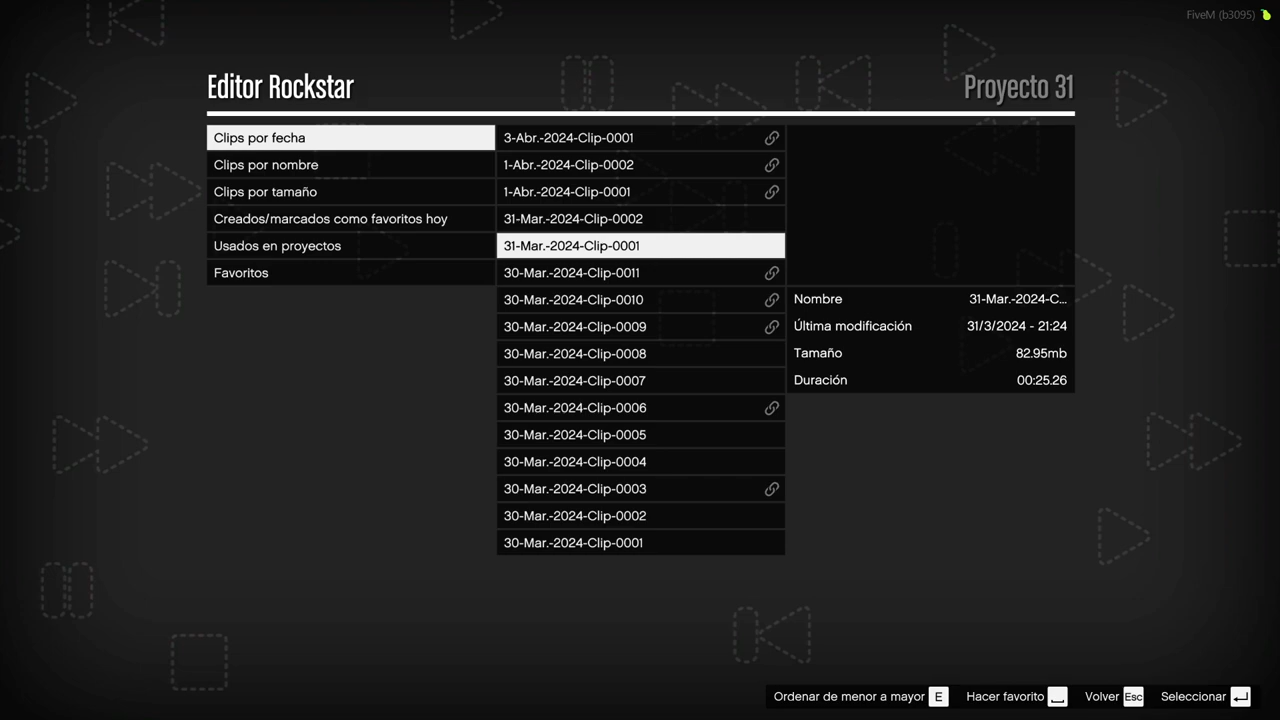 FiveM (b3095)
Editor Rockstar
Proyecto 31
Clips por fecha
Clips por nombre
Clips por tamaño
Creados/marcados como favoritos hoy
Usados en proyectos
Favoritos
3-Abr.-2024-Clip-0001
1-Abr.-2024-Clip-0002
1-Abr.-2024-Clip-0001
31-Mar.-2024-Clip-0002
31-Mar.-2024-Clip-0001
30-Mar.-2024-Clip-0011
30-Mar.-2024-Clip-0010
30-Mar.-2024-Clip-0009
30-Mar.-2024-Clip-0008
30-Mar.-2024-Clip-0007
30-Mar.-2024-Clip-0006
30-Mar.-2024-Clip-0005
30-Mar.-2024-Clip-0004
30-Mar.-2024-Clip-0003
30-Mar.-2024-Clip-0002
30-Mar.-2024-Clip-0001
Nombre 31-Mar.-2024-C...
Última modificación 31/3/2024 - 21:24
Tamaño 82.95mb
Duración 00:25.26
Ordenar de menor a mayor E Hacer favorito Volver Esc Seleccionar